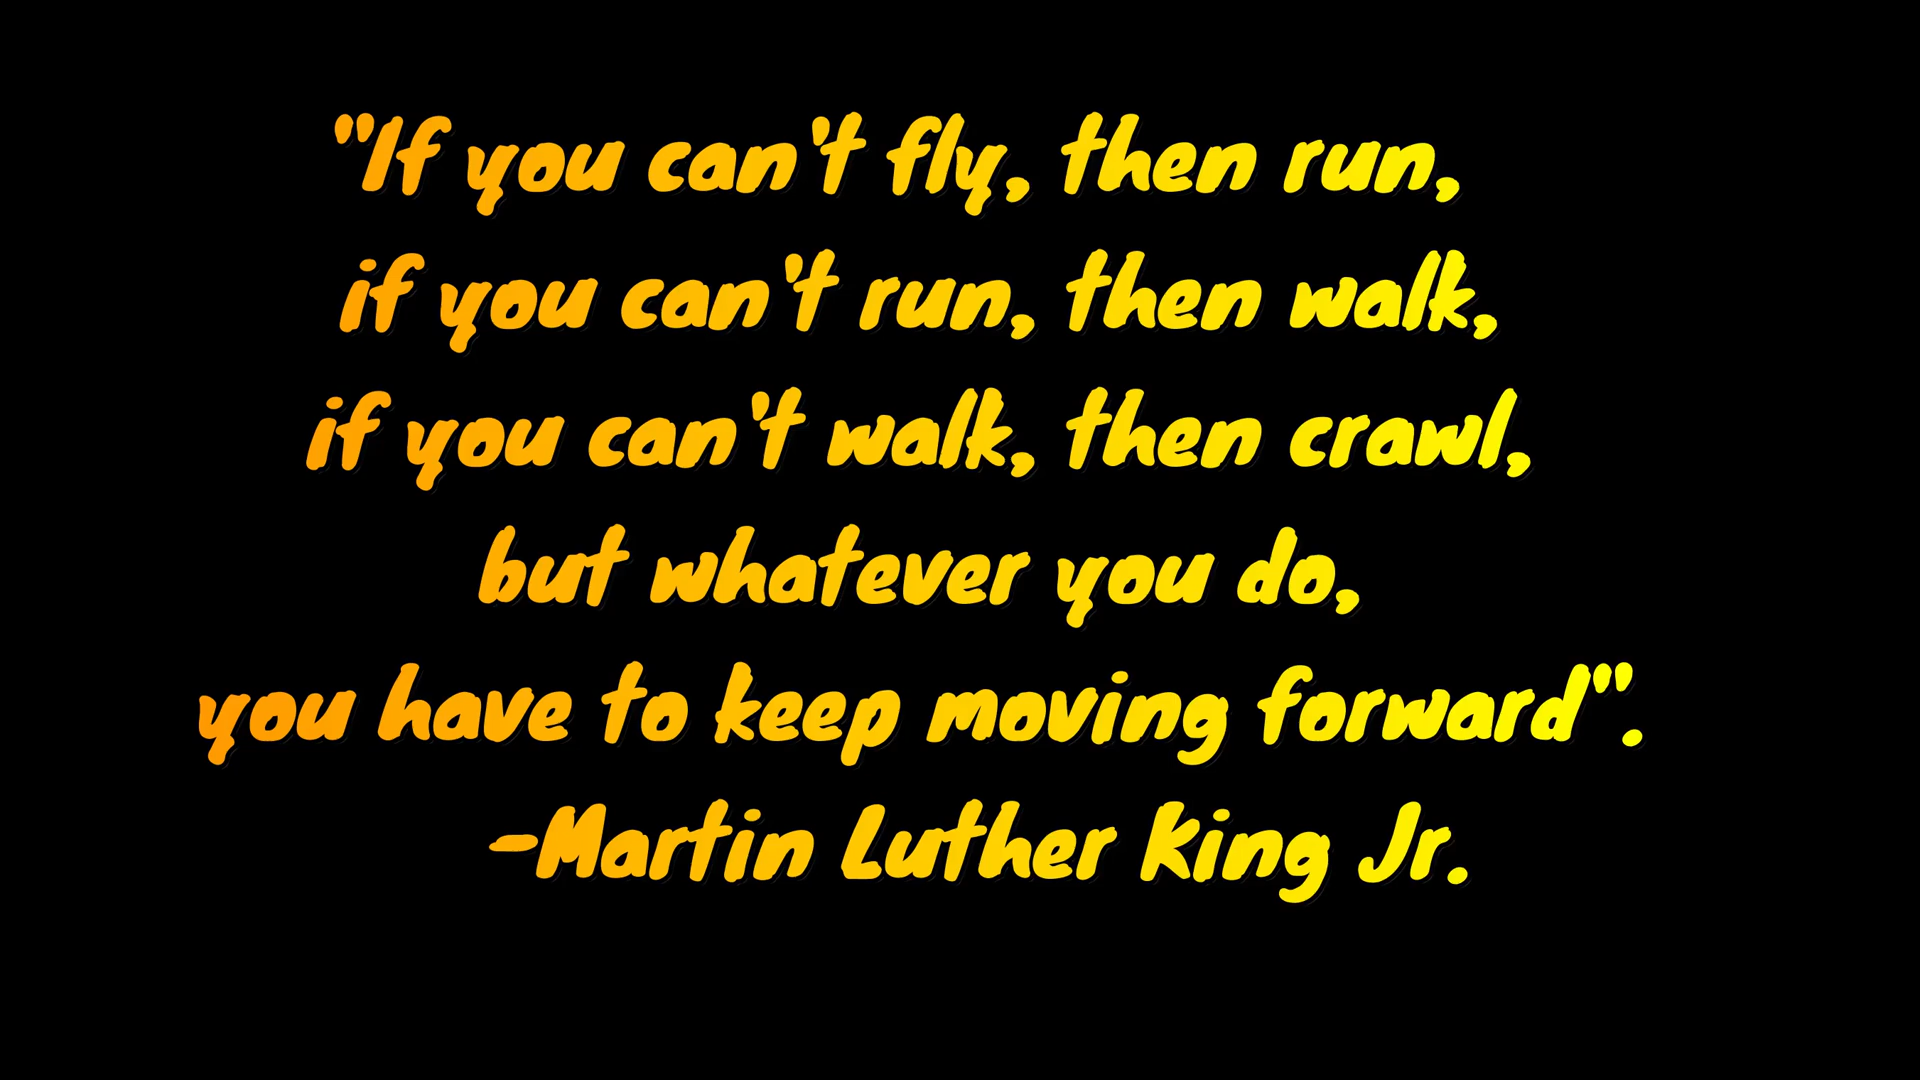 "If you can't fly, then run,
if you can't run, then walk,
if you can't walk, then crawl,
but whatever you do,
you have to keep moving forward".
-Martin Luther King Jr.